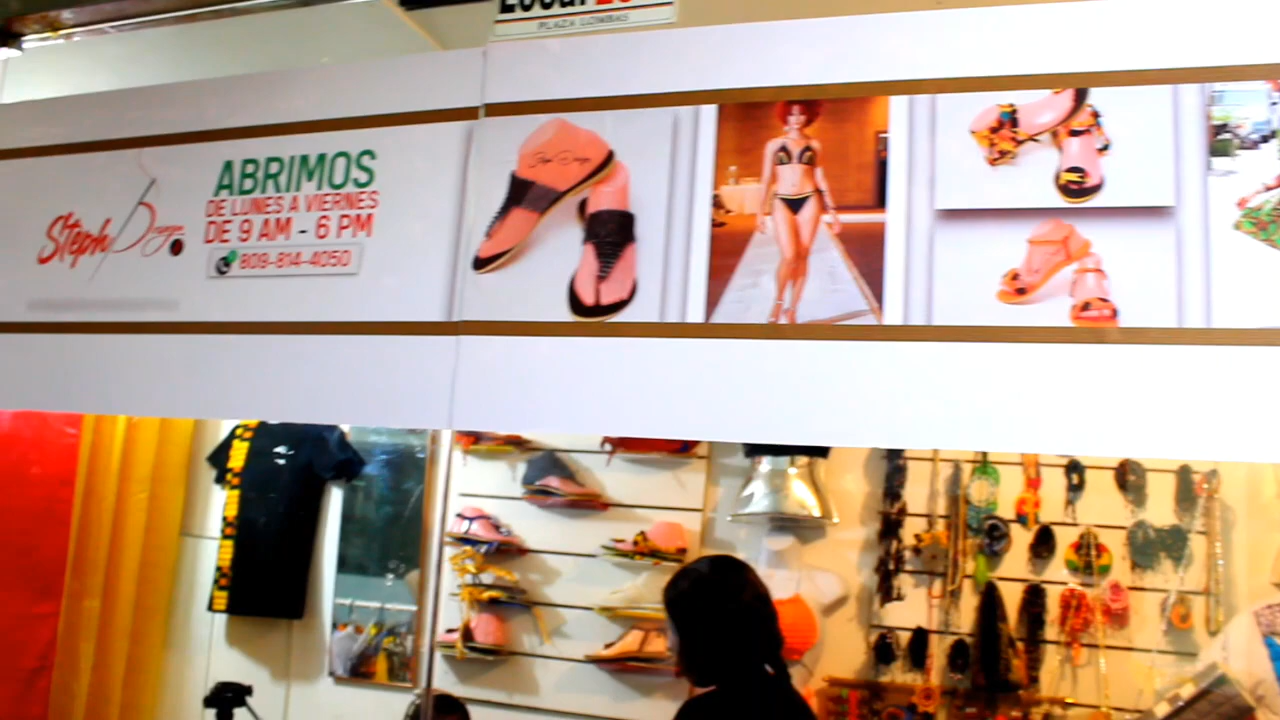 PLAZA LOMBAS
ABRIMOS
DE LUNES A VIERNES
DE 9 AM - 6 PM
809-814-4050
Steph